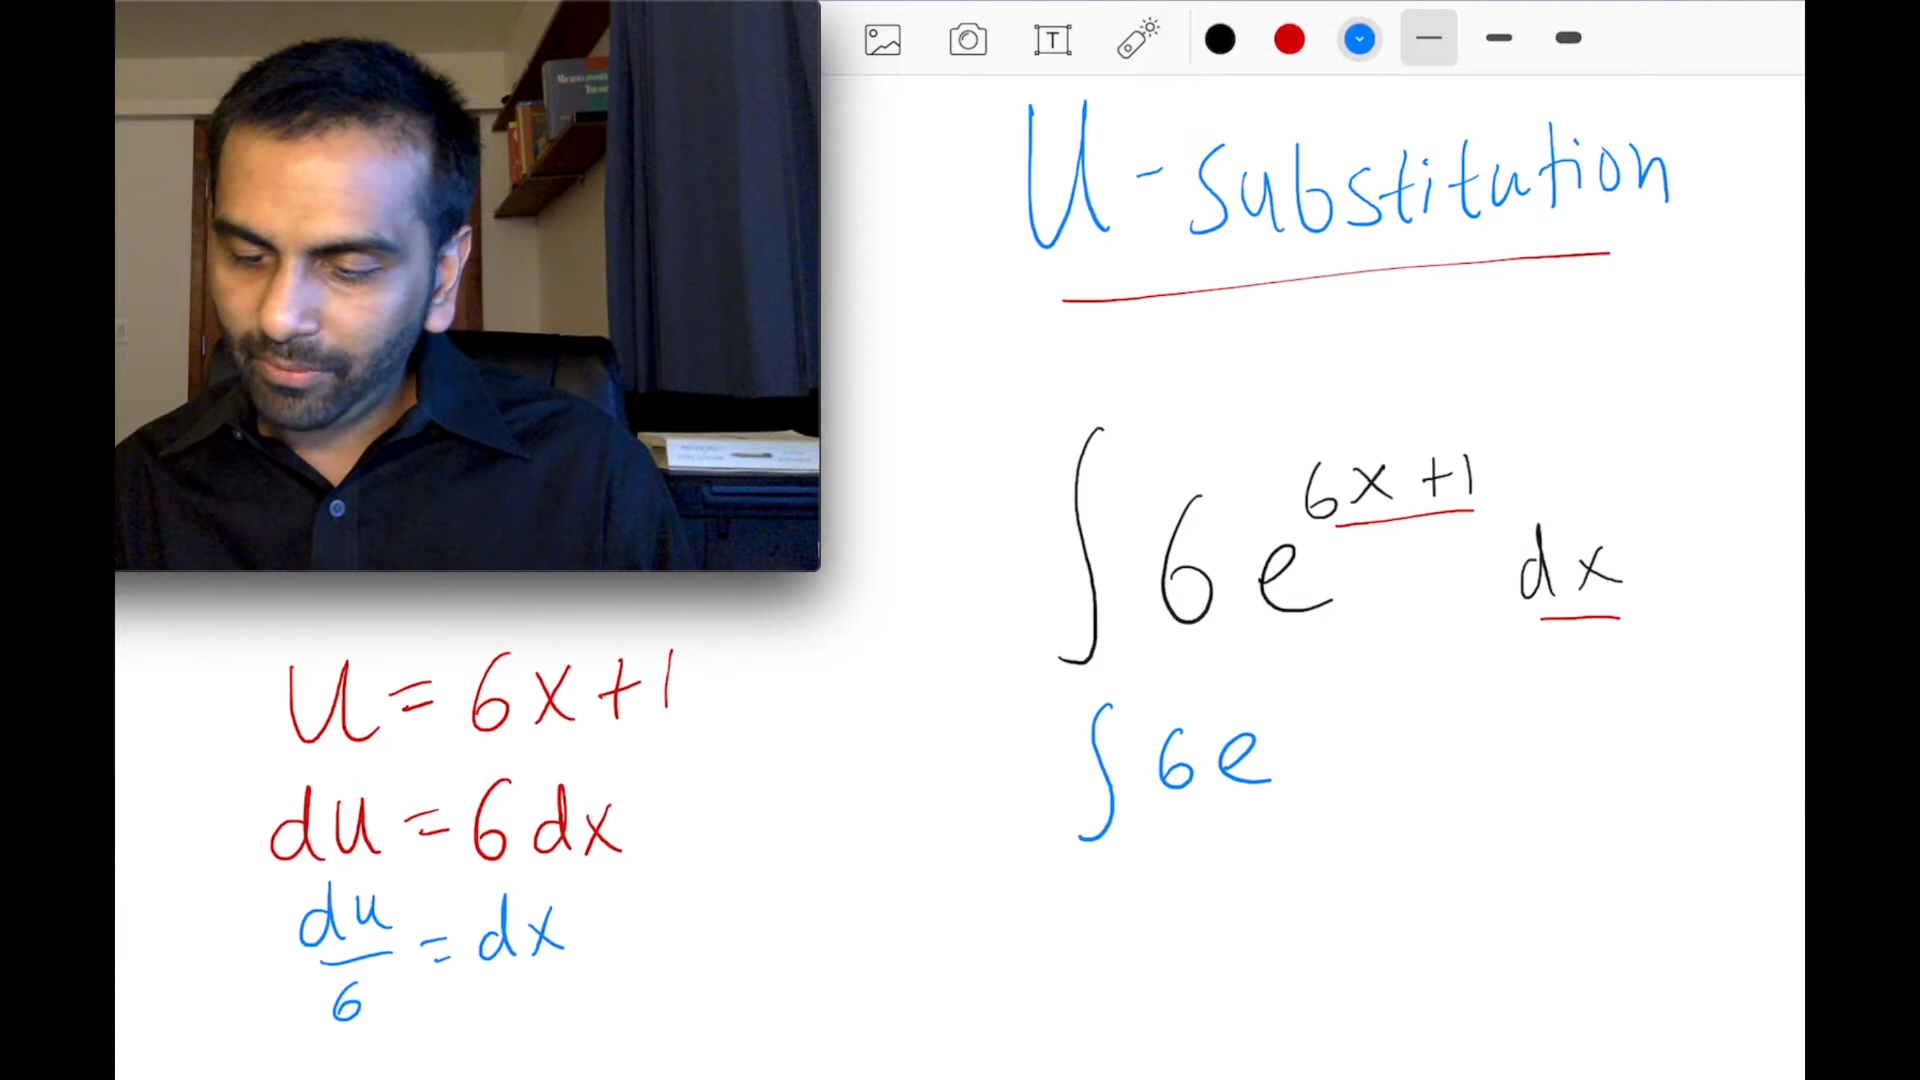 T
U-substitution
∫ 6e^{6x+1} dx
∫ 6e
U = 6x+1
du = 6dx
du/6 = dx